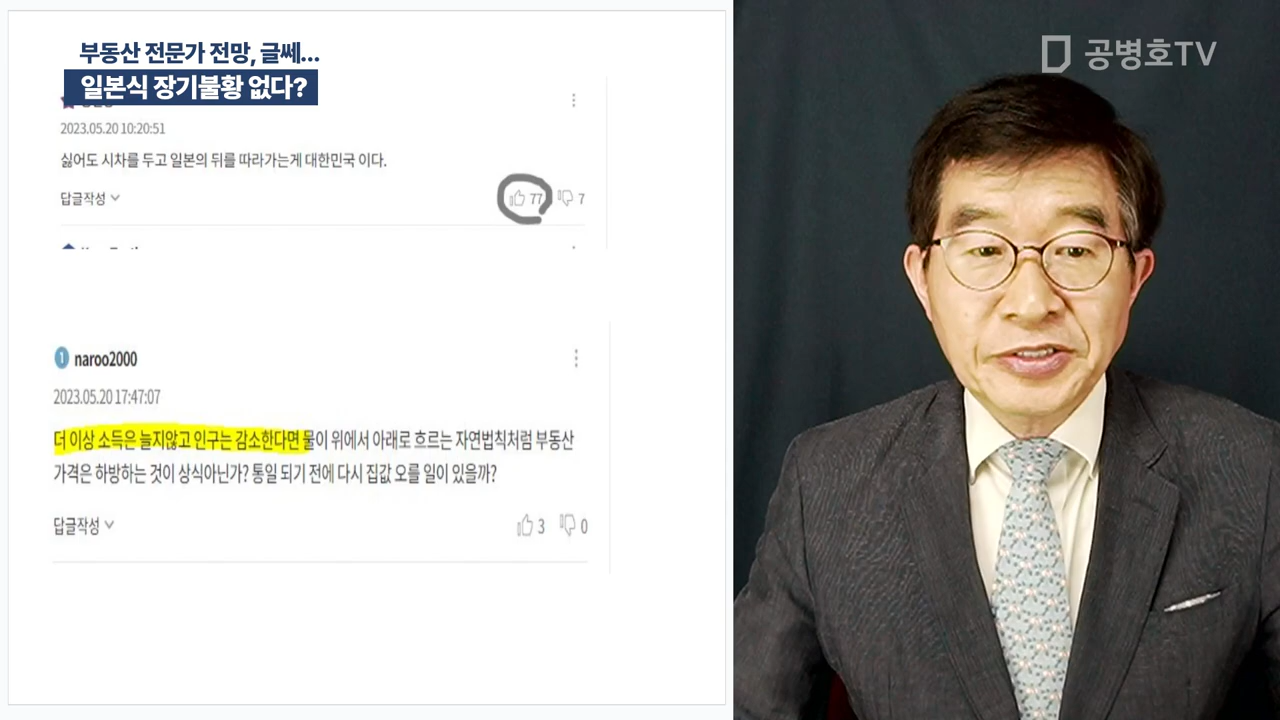 부동산 전문가 전망, 글쎄...
일본식 장기불황 없다?
공병호TV
2023.05.20 10:20:51
싫어도 시차를 두고 일본의 뒤를 따라가는게 대한민국 이다.
답글작성
77 7
naroo2000
2023.05.20 17:47:07
더 이상 소득은 늘지않고 인구는 감소한다면 물이 위에서 아래로 흐르는 자연법칙처럼 부동산
가격은 하방하는 것이 상식아닌가? 통일 되기 전에 다시 집값 오를 일이 있을까?
답글작성
3 0